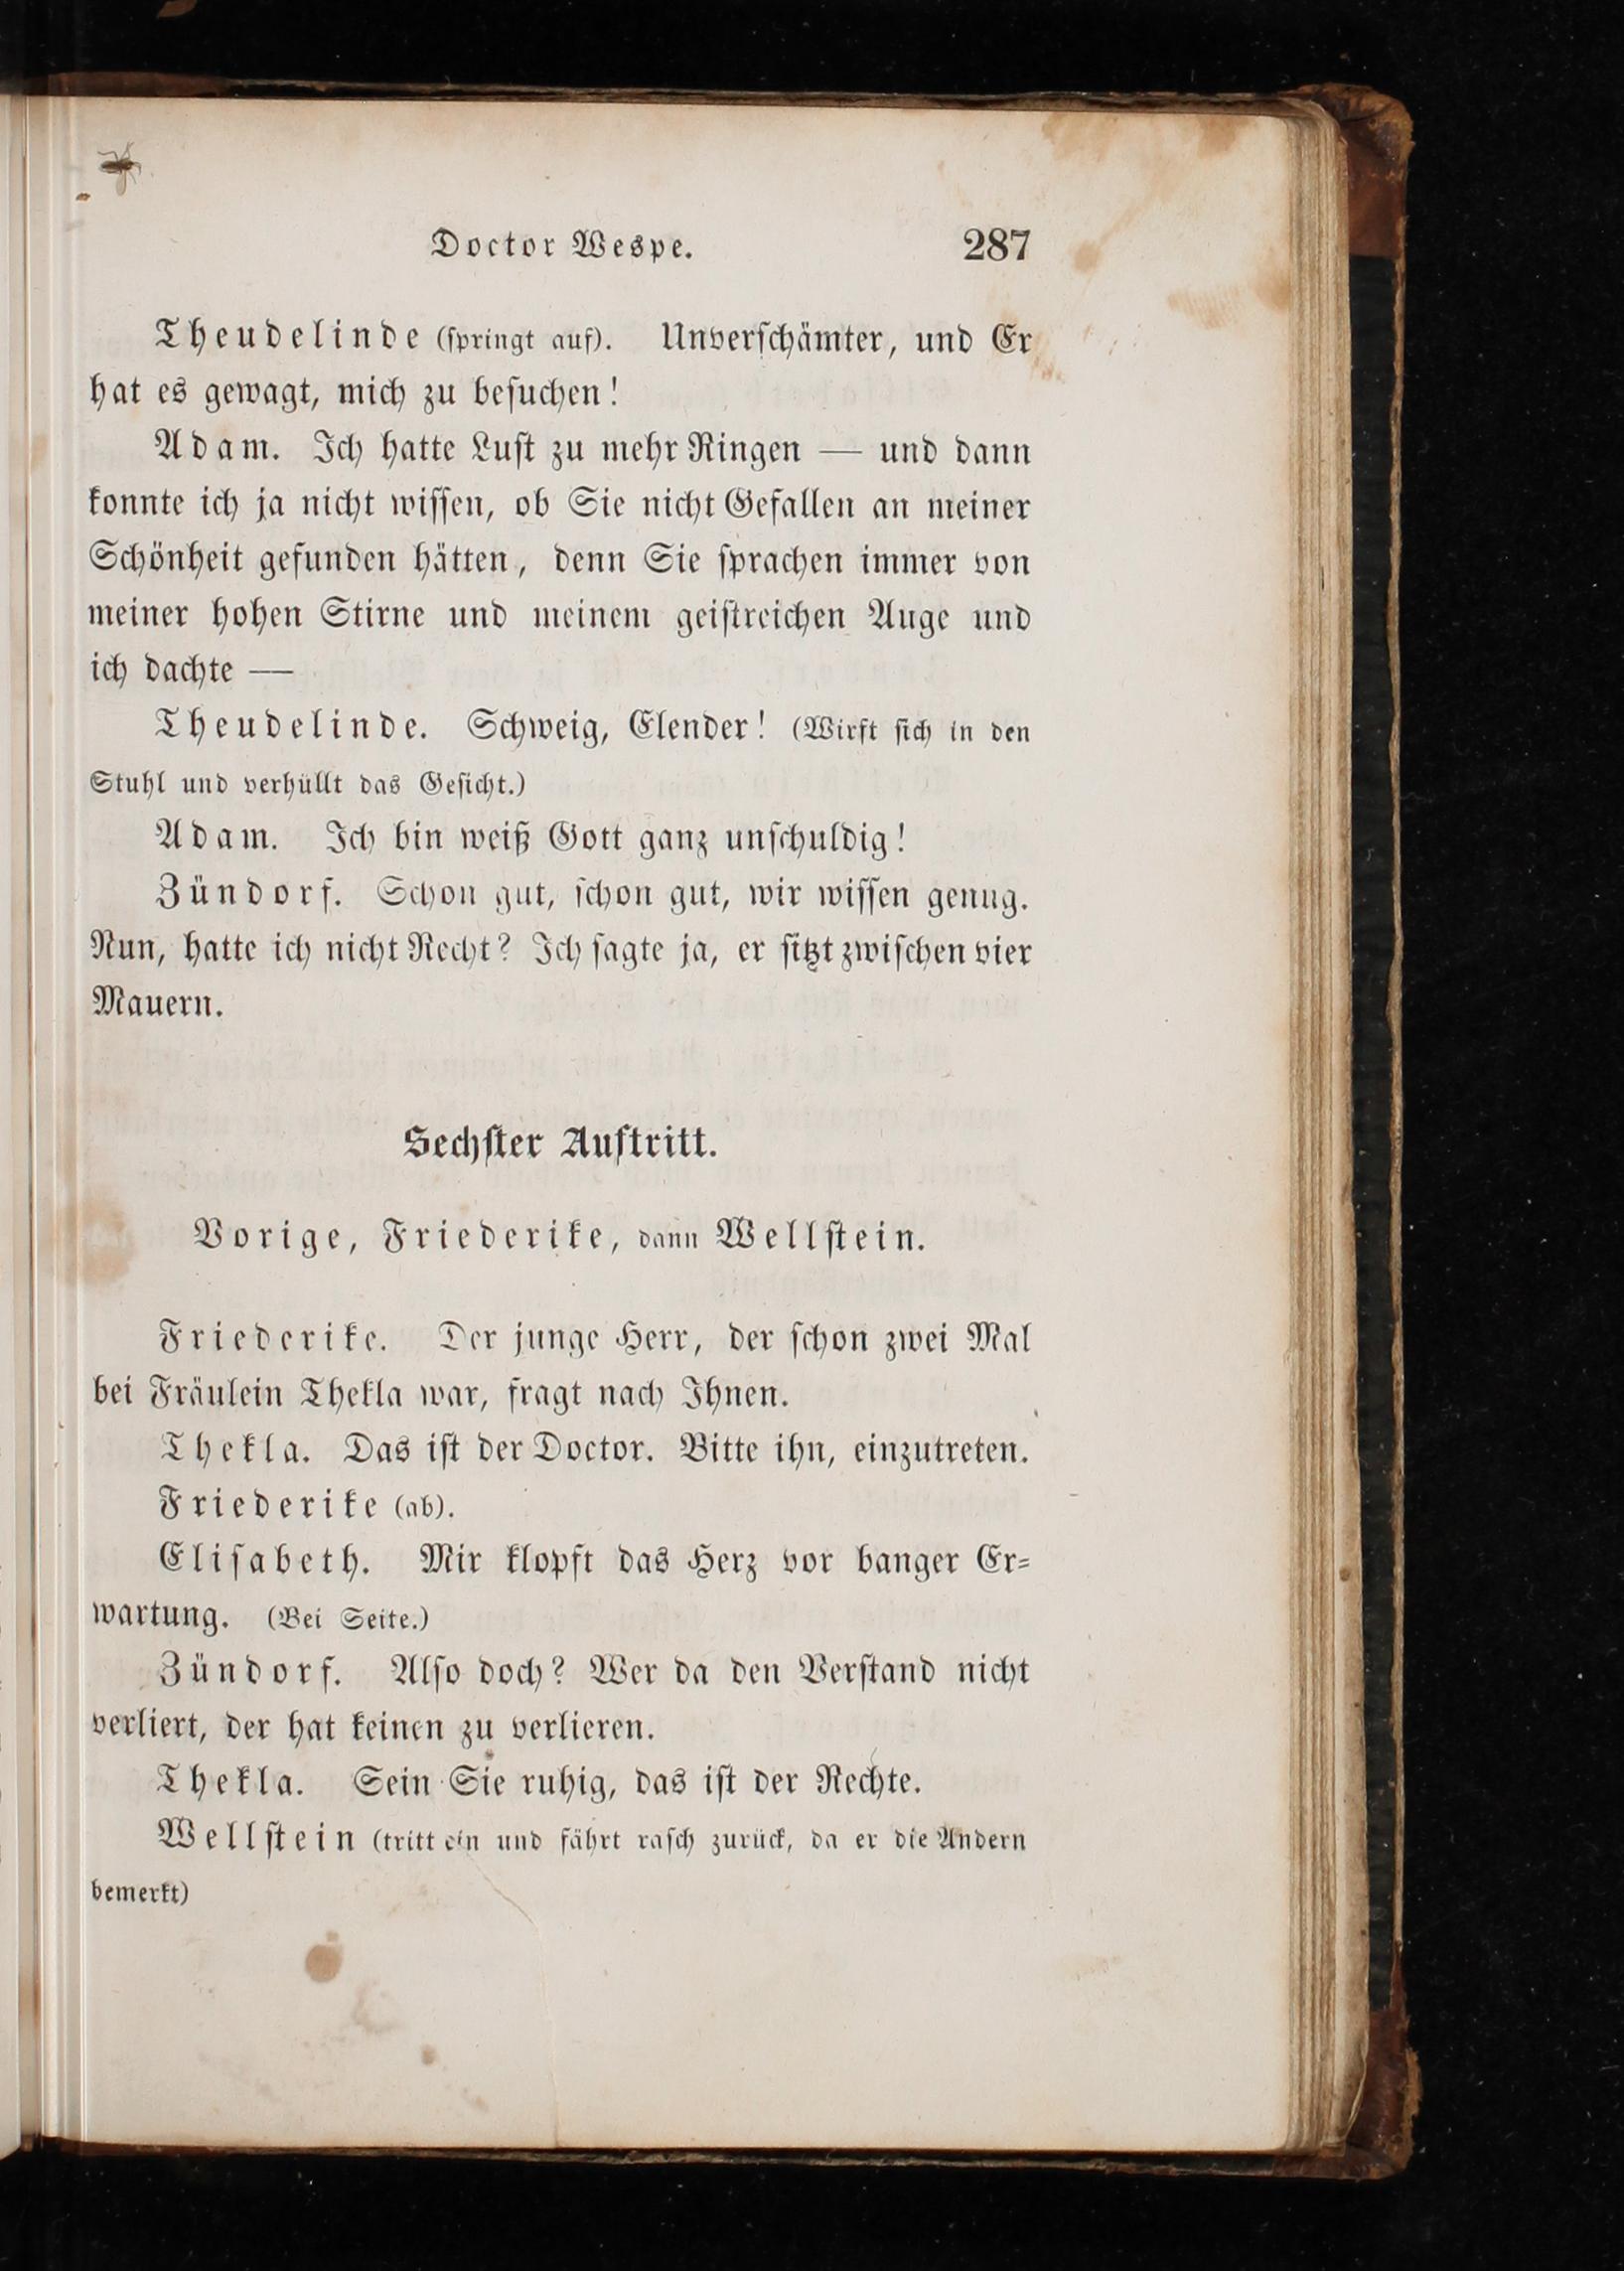 Doctor Wespe. 287
Theudelinde (springt auf). Unverschämter, und Er
hat es gewagt, mich zu besuchen!
Adam. Ich hatte Lust zu mehr Ringen — und dann
konnte ich ja nicht wissen, ob Sie nicht Gefallen an meiner
Schönheit gefunden hätten, denn Sie sprachen immer von
meiner hohen Stirne und meinem geistreichen Auge und
ich dachte —
Theudelinde. Schweig, Elender! (Wirft sich in den
Stuhl und verhüllt das Gesicht.)
Adam. Ich bin weiß Gott ganz unschuldig!
Zündorf. Schon gut, schon gut, wir wissen genug.
Nun, hatte ich nicht Recht? Ich sagte ja, er sitzt zwischen vier
Mauern.
Sechster Auftritt.
Vorige, Friederike, dann Wellstein.
Friederike. Der junge Herr, der schon zwei Mal
bei Fräulein Thekla war, fragt nach Ihnen.
Thekla. Das ist der Doctor. Bitte ihn, einzutreten.
Friederike (ab).
Elisabeth. Mir klopft das Herz vor banger Er-
wartung. (Bei Seite.)
Zündorf. Also doch? Wer da den Verstand nicht
verliert, der hat keinen zu verlieren.
Thekla. Sein Sie ruhig, das ist der Rechte.
Wellstein (tritt ein und fährt rasch zurück, da er die Andern
bemerkt)